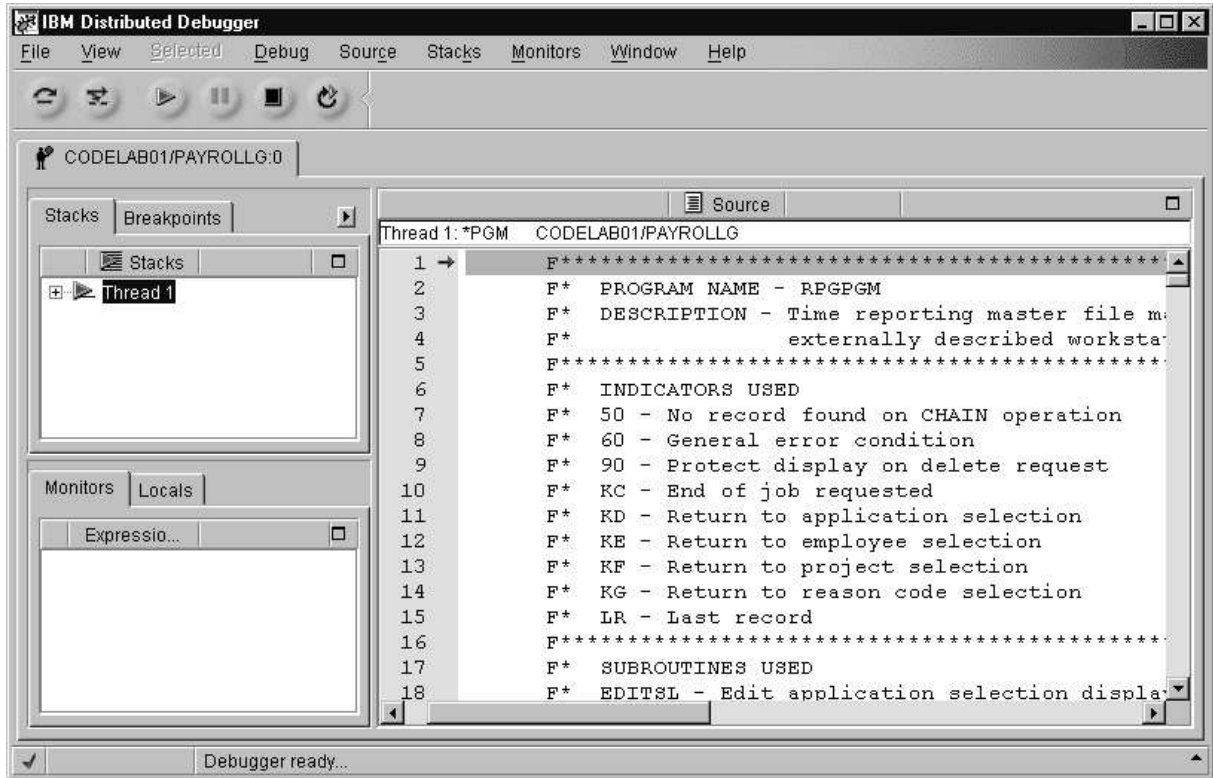 IBM Distributed Debugger
File View Selected Debug Source Stacks Monitors Window Help
CODELAB01/PAYROLLG:0
Stacks Breakpoints
Stacks
Thread 1
Monitors Locals
Expressio...
Source
Thread 1: *PGM CODELAB01/PAYROLLG
1 F************************************************
2 F* PROGRAM NAME - RPGPGM
3 F* DESCRIPTION - Time reporting master file
4 F* externally described
5 F************************************************
6 F* INDICATORS USED
7 F* 50 - No record found on CHAIN operation
8 F* 60 - General error condition
9 F* 90 - Protect display on delete request
10 F* KC - End of job requested
11 F* KD - Return to application selection
12 F* KE - Return to employee selection
13 F* KF - Return to project selection
14 F* KG - Return to reason code selection
15 F* LR - Last record
16 F************************************************
17 F* SUBROUTINES USED
18 F* EDITSL - Edit application selection
Debugger ready...